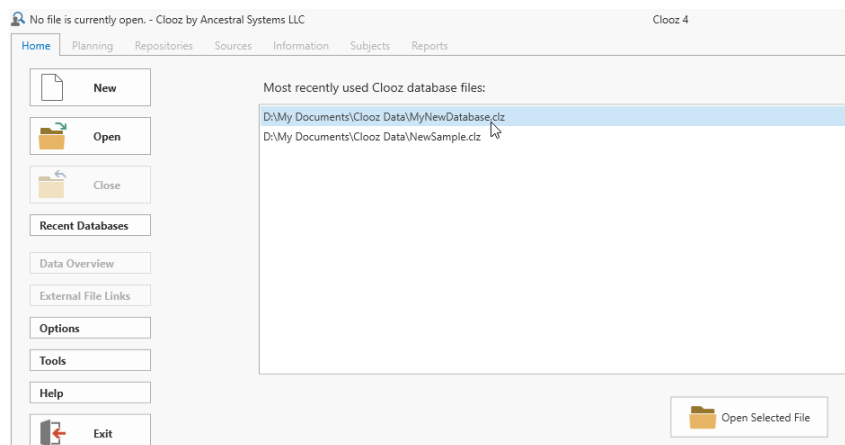 No file is currently open. - Clooz by Ancestral Systems LLC
Clooz 4
Home Planning Repositories Sources Information Subjects Reports
New
Open
Close
Recent Databases
Data Overview
External File Links
Options
Tools
Help
Exit
Most recently used Clooz database files:
D:\My Documents\Clooz Data\MyNewDatabase.clz
D:\My Documents\Clooz Data\NewSample.clz
Open Selected File